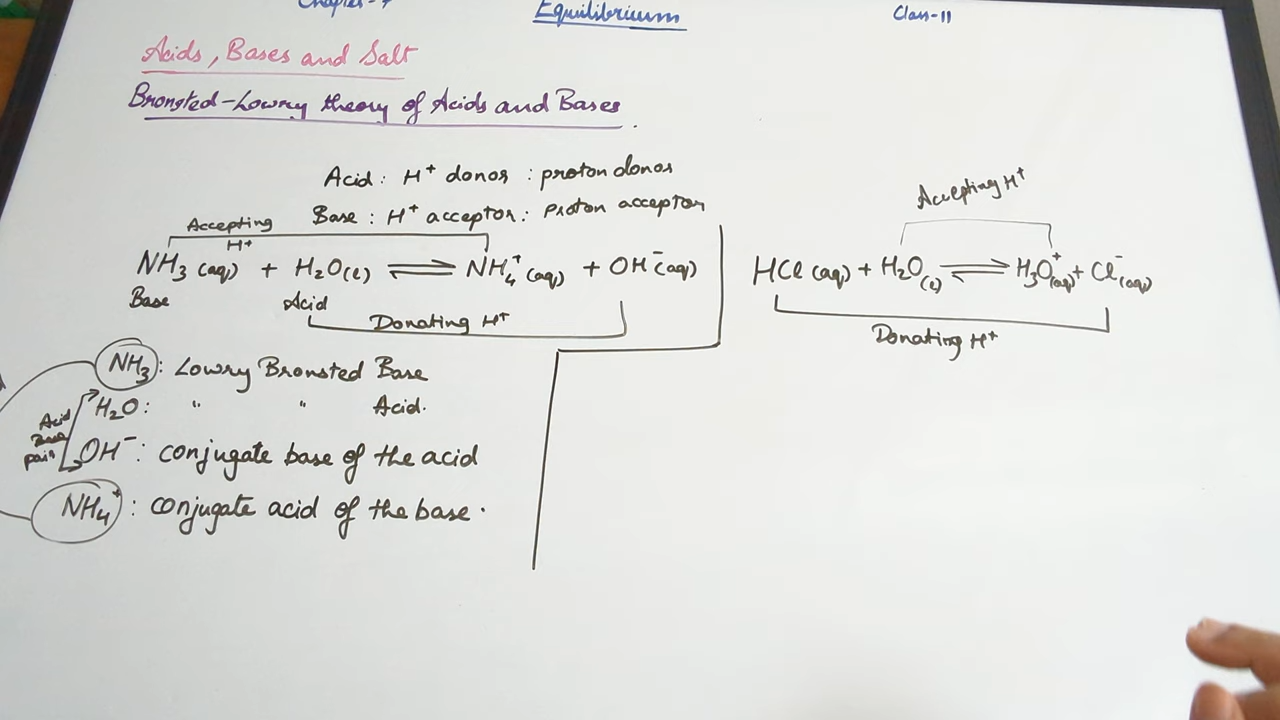 Chapter-7 Equilibrium Class-11
Acids, Bases and Salt
Bronsted-Lowry theory of Acids and Bases
Acid : H⁺ donor : proton donor
Base : H⁺ acceptor : Proton acceptor
Accepting
H⁺
NH₃ (aq) + H₂O(l) ⇌ NH₄⁺ (aq) + OH⁻(aq)
Base Acid
Donating H⁺
NH₃ : Lowry Bronsted Base
H₂O : " " Acid.
OH⁻ : conjugate base of the acid
NH₄⁺ : conjugate acid of the base.
Acid
Base
pair
Accepting H⁺
HCl (aq) + H₂O(l) ⇌ H₃O⁺(aq) + Cl⁻(aq)
Donating H⁺